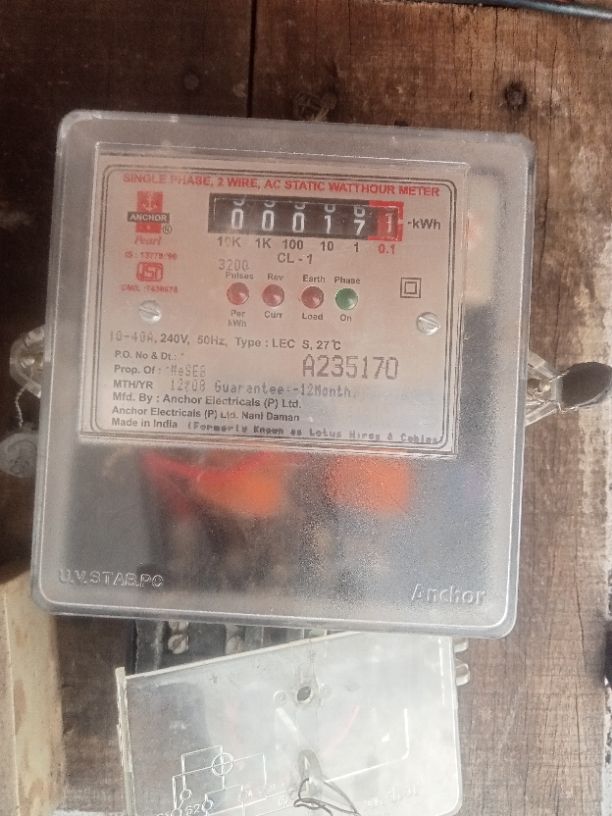 SINGLE PHASE, 2 WIRE, AC STATIC WATTHOUR METER
ANCHOR
®
Pearl
0 0 0 1 7 1 -kWh
10K 1K 100 10 1 0.1
CL - 1
IS : 13779/99
ISI
3200
Pulses Rev Earth Phase
Per kWh Curr Load On
10-40A, 240V, 50Hz, Type : LEC S, 27°C
P.O. No & Dt. :
Prop. Of :
A235170
MTH/YR 12/08 Guarantee:-12Month.
Mfd. By : Anchor Electricals (P) Ltd.
Anchor Electricals (P) Ltd. Nani Daman
Made in India (Formerly Known as Lotus Wires & Cables)
U.V.STAB.PC
Anchor